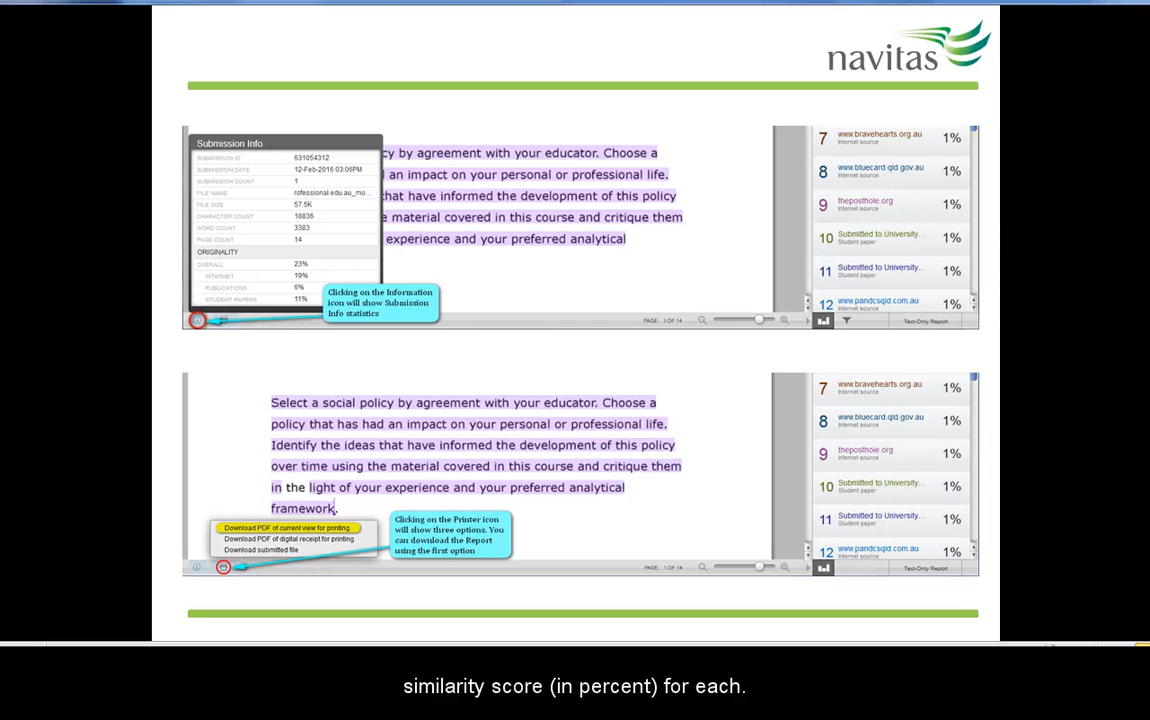 navitas
Submission Info
SUBMISSION ID 631054312
SUBMISSION DATE 12-Feb-2016 03:06PM
SUBMISSION COUNT 1
FILE NAME rofessional.edu.au_mo...
FILE SIZE 57.5K
CHARACTER COUNT 18836
WORD COUNT 3383
PAGE COUNT 14
ORIGINALITY
OVERALL 23%
INTERNET 19%
PUBLICATIONS 6%
STUDENT PAPERS 11%
cy by agreement with your educator. Choose a
an impact on your personal or professional life.
that have informed the development of this policy
e material covered in this course and critique them
experience and your preferred analytical
Clicking on the Information
icon will show Submission
Info statistics
7 www.bravehearts.org.au 1%
Internet source
8 www.bluecard.qld.gov.au 1%
Internet source
9 theposthole.org 1%
Internet source
10 Submitted to University... 1%
Student paper
11 Submitted to University... 1%
Student paper
12 www.pandcsqld.com.au 1%
Internet source
PAGE: 1 OF 14
Text-Only Report
Select a social policy by agreement with your educator. Choose a
policy that has had an impact on your personal or professional life.
Identify the ideas that have informed the development of this policy
over time using the material covered in this course and critique them
in the light of your experience and your preferred analytical
framework.
Download PDF of current view for printing
Download PDF of digital receipt for printing
Download submitted file
Clicking on the Printer icon
will show three options. You
can download the Report
using the first option
7 www.bravehearts.org.au 1%
Internet source
8 www.bluecard.qld.gov.au 1%
Internet source
9 theposthole.org 1%
Internet source
10 Submitted to University... 1%
Student paper
11 Submitted to University... 1%
Student paper
12 www.pandcsqld.com.au 1%
Internet source
PAGE: 1 OF 14
Text-Only Report
similarity score (in percent) for each.